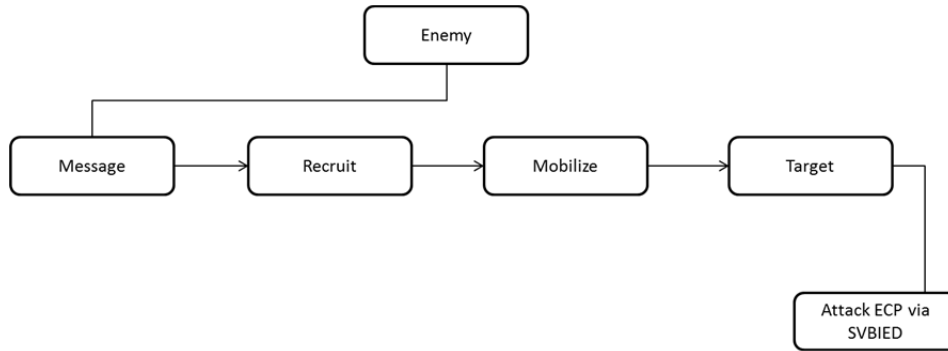 Enemy
Message
Recruit
Mobilize
Target
Attack ECP via
SVBIED